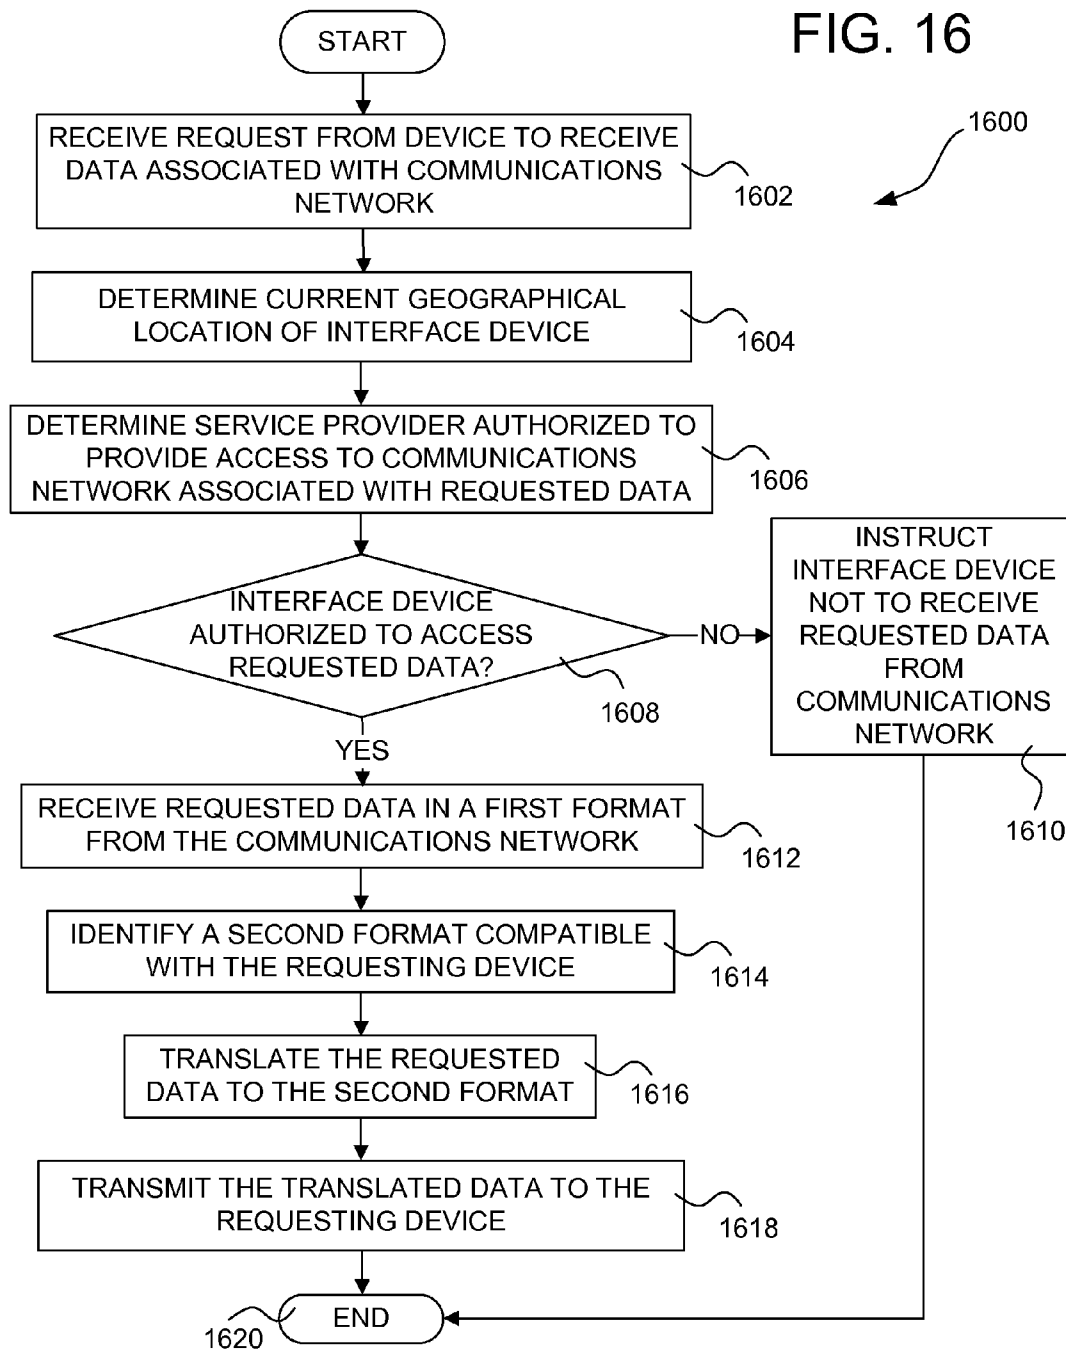 FIG. 16
START
1600
RECEIVE REQUEST FROM DEVICE TO RECEIVE
DATA ASSOCIATED WITH COMMUNICATIONS
NETWORK
1602
DETERMINE CURRENT GEOGRAPHICAL
LOCATION OF INTERFACE DEVICE
1604
DETERMINE SERVICE PROVIDER AUTHORIZED TO
PROVIDE ACCESS TO COMMUNICATIONS
NETWORK ASSOCIATED WITH REQUESTED DATA
1606
INTERFACE DEVICE
AUTHORIZED TO ACCESS
REQUESTED DATA?
1608
NO
INSTRUCT
INTERFACE DEVICE
NOT TO RECEIVE
REQUESTED DATA
FROM
COMMUNICATIONS
NETWORK
1610
YES
RECEIVE REQUESTED DATA IN A FIRST FORMAT
FROM THE COMMUNICATIONS NETWORK
1612
IDENTIFY A SECOND FORMAT COMPATIBLE
WITH THE REQUESTING DEVICE
1614
TRANSLATE THE REQUESTED
DATA TO THE SECOND FORMAT
1616
TRANSMIT THE TRANSLATED DATA TO THE
REQUESTING DEVICE
1618
END
1620